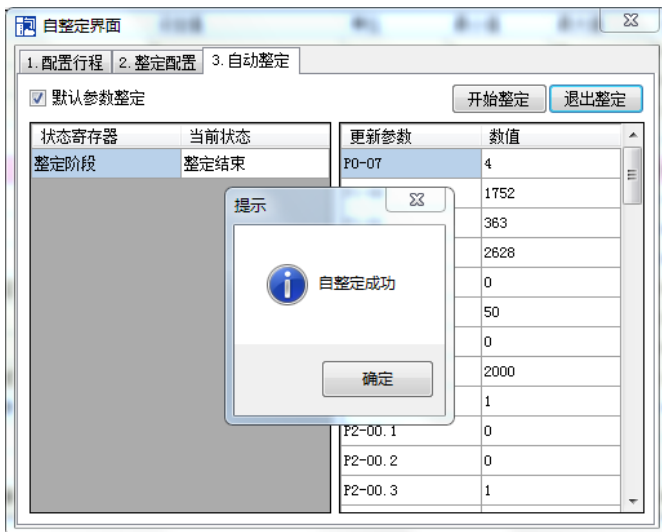 自整定界面
1.配置行程 2.整定配置 3.自动整定
默认参数整定 开始整定 退出整定
状态寄存器 当前状态 更新参数 数值
整定阶段 整定结束 P0-07 4
1752
提示
363
2628
自整定成功
0
50
0
确定
2000
1
P2-00.1 0
P2-00.2 0
P2-00.3 1